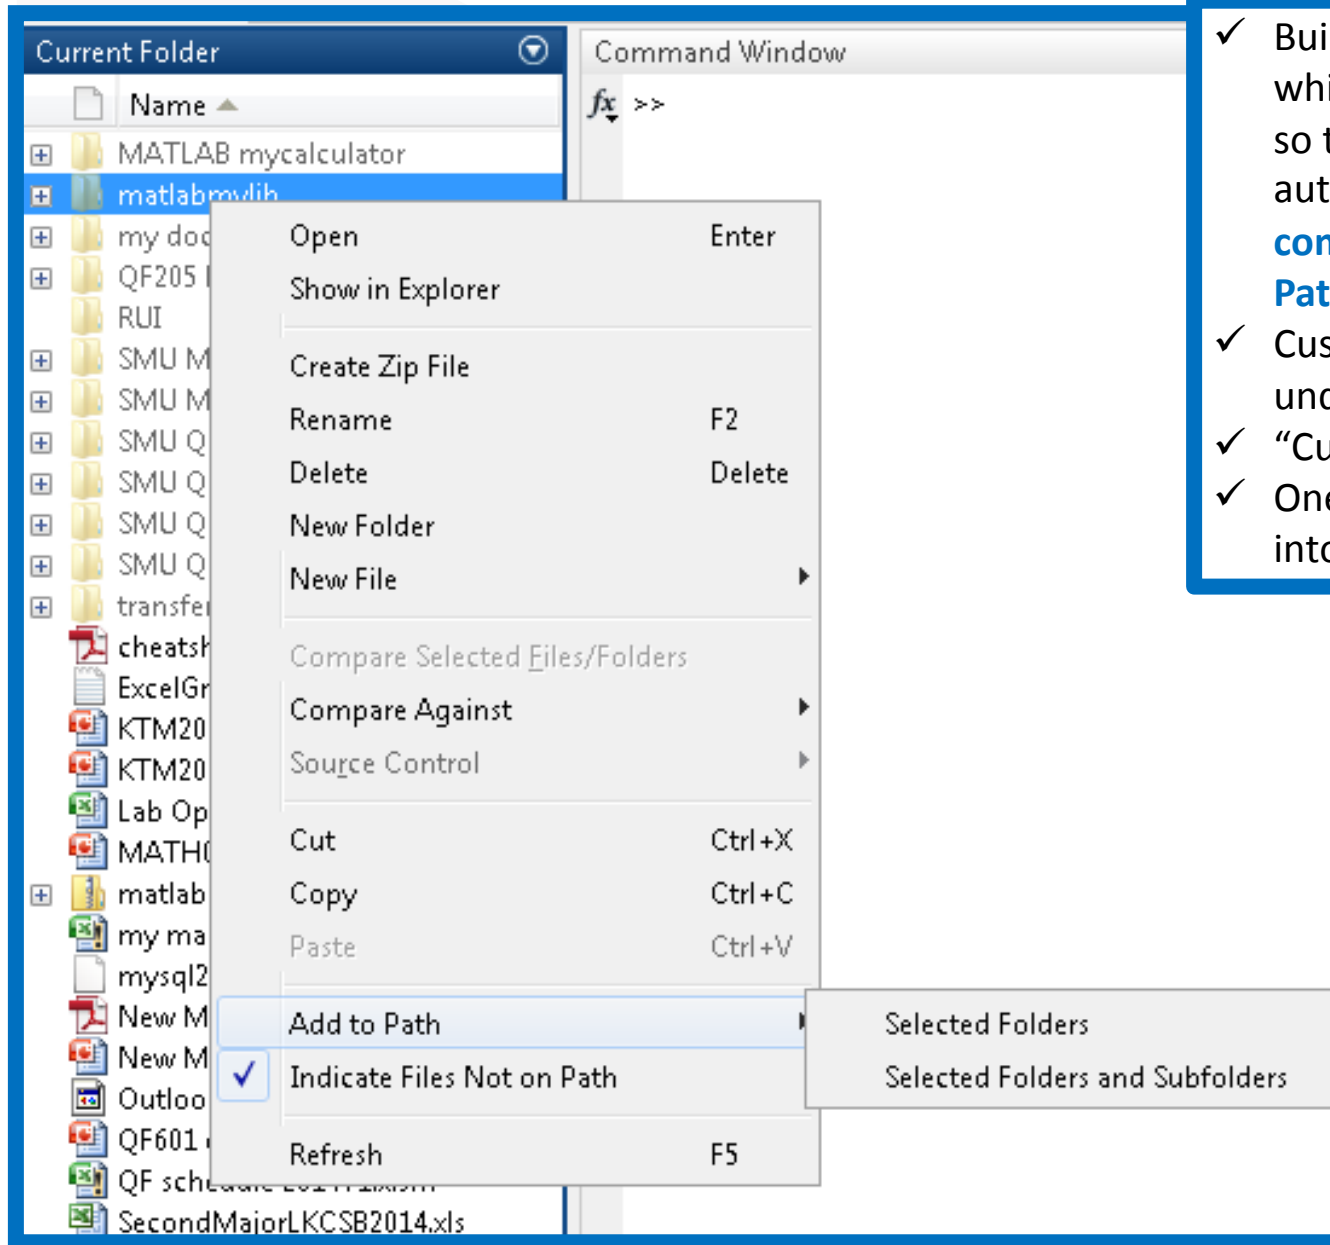 Current Folder
Name
MATLAB mycalculator
matlabmylib
my doc
QF205
RUI
SMU M
SMU M
SMU Q
SMU Q
SMU Q
SMU Q
transfer
cheatsh
ExcelGr
KTM20
KTM20
Lab Op
MATH
matlab
my ma
mysql2
New M
New M
Outloo
QF601
QF schedule
SecondMajorLKCSB2014.xls
Command Window
fx >>
Open Enter
Show in Explorer
Create Zip File
Rename F2
Delete Delete
New Folder
New File
Compare Selected Files/Folders
Compare Against
Source Control
Cut Ctrl+X
Copy Ctrl+C
Paste Ctrl+V
Add to Path
Indicate Files Not on Path
Refresh F5
Selected Folders
Selected Folders and Subfolders
✓ Bui
whi
so t
aut
con
Pat
✓ Cus
und
✓ “Cu
✓ One
into